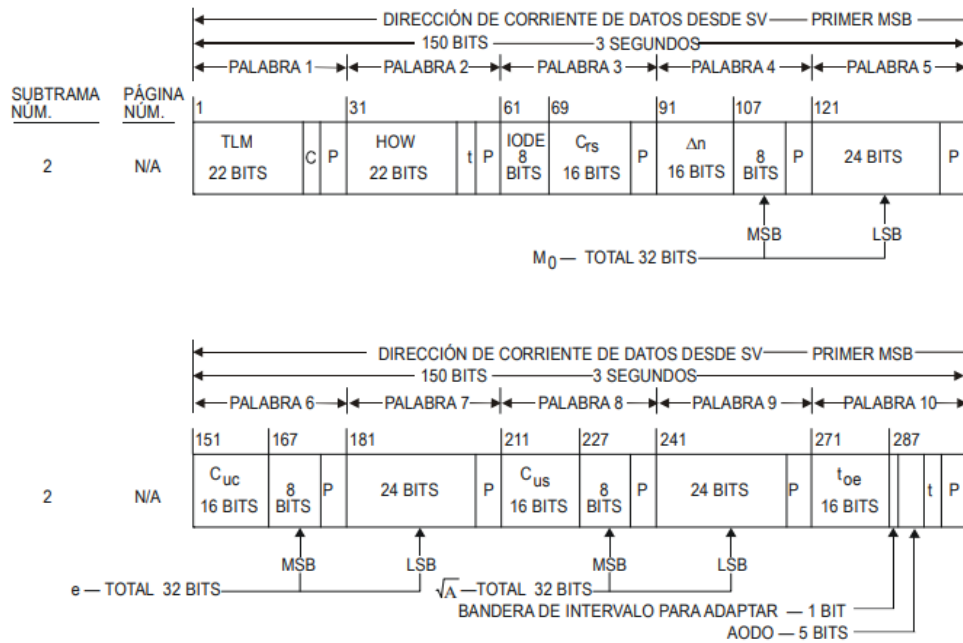 DIRECCIÓN DE CORRIENTE DE DATOS DESDE SV — PRIMER MSB
150 BITS — 3 SEGUNDOS
PALABRA 1 PALABRA 2 PALABRA 3 PALABRA 4 PALABRA 5
SUBTRAMA NÚM. PÁGINA NÚM.
1 31 61 69 91 107 121
2 N/A
TLM 22 BITS C P HOW 22 BITS t P IODE 8 BITS Crs 16 BITS P Δn 16 BITS 8 BITS P 24 BITS P
MSB LSB
M0 — TOTAL 32 BITS
DIRECCIÓN DE CORRIENTE DE DATOS DESDE SV — PRIMER MSB
150 BITS — 3 SEGUNDOS
PALABRA 6 PALABRA 7 PALABRA 8 PALABRA 9 PALABRA 10
151 167 181 211 227 241 271 287
2 N/A
Cuc 16 BITS 8 BITS P 24 BITS P Cus 16 BITS 8 BITS P 24 BITS P toe 16 BITS t P
MSB LSB MSB LSB
e — TOTAL 32 BITS √A — TOTAL 32 BITS
BANDERA DE INTERVALO PARA ADAPTAR — 1 BIT
AODO — 5 BITS